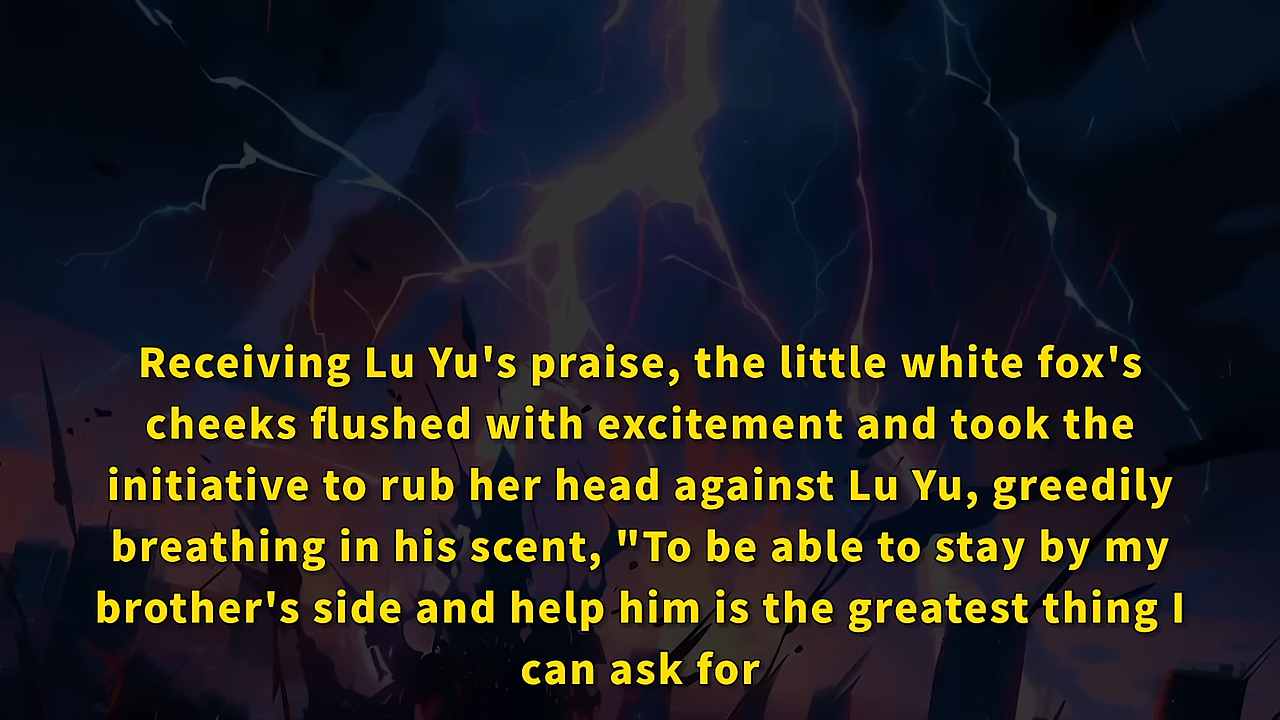 Receiving Lu Yu's praise, the little white fox's
cheeks flushed with excitement and took the
initiative to rub her head against Lu Yu, greedily
breathing in his scent, "To be able to stay by my
brother's side and help him is the greatest thing I
can ask for